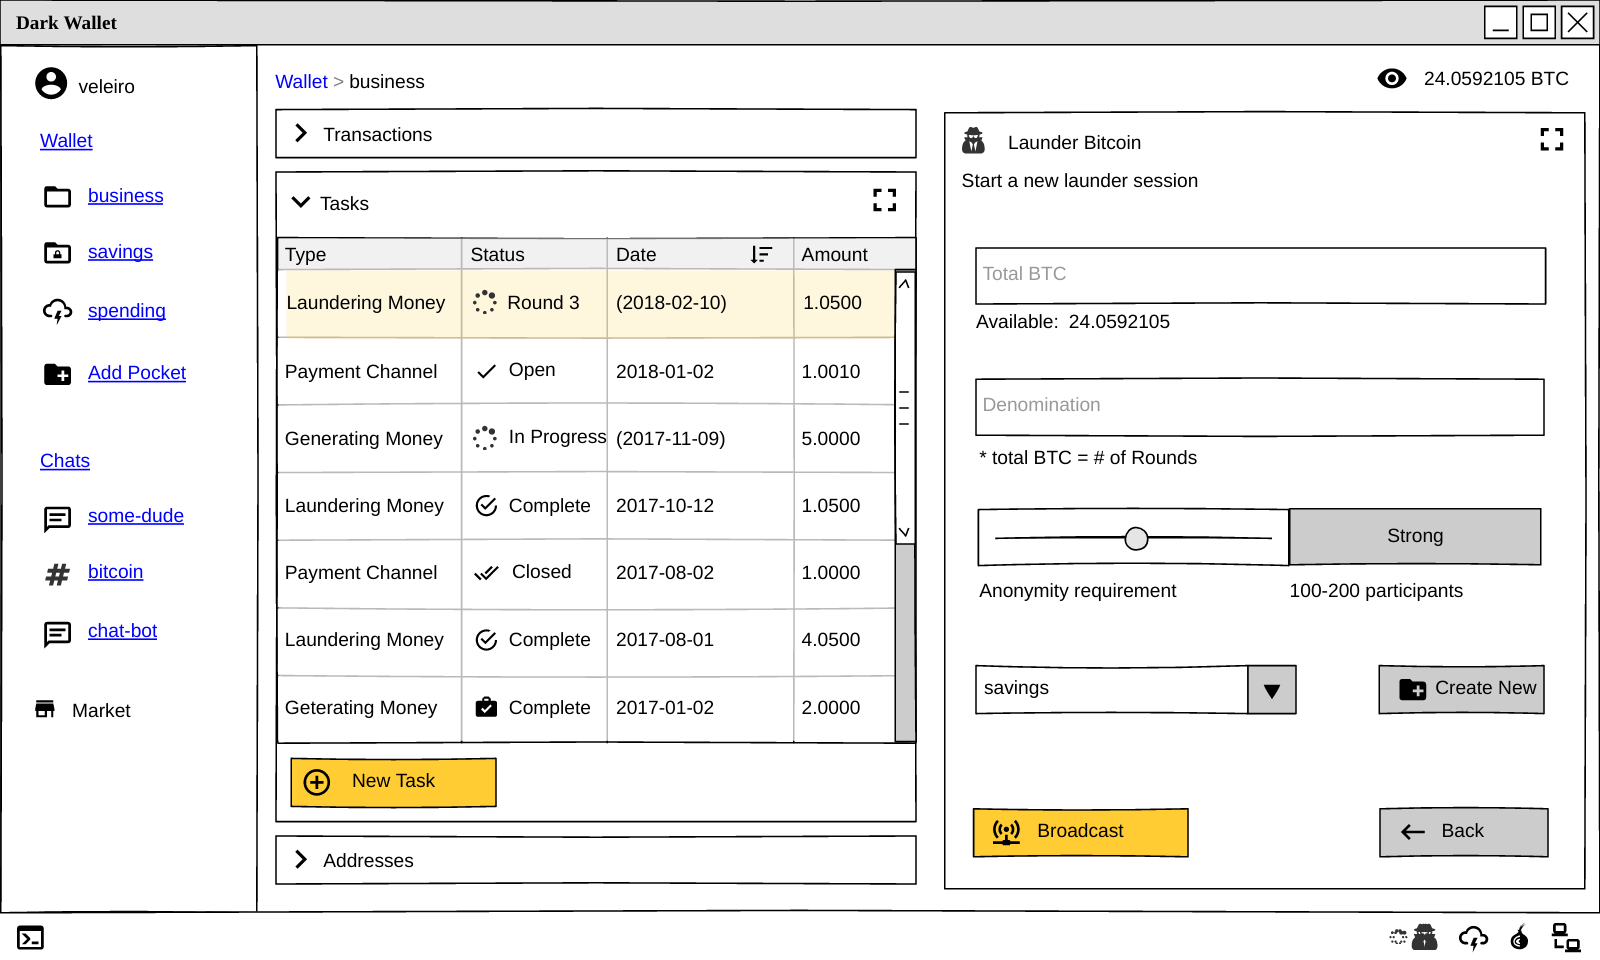 Dark Wallet
veleiro
Wallet
business
savings
spending
Add Pocket
Chats
some-dude
bitcoin
chat-bot
Market
Wallet > business
24.0592105 BTC
Transactions
Tasks
Type Status Date Amount
Laundering Money Round 3 (2018-02-10) 1.0500
Payment Channel Open 2018-01-02 1.0010
Generating Money In Progress (2017-11-09) 5.0000
Laundering Money Complete 2017-10-12 1.0500
Payment Channel Closed 2017-08-02 1.0000
Laundering Money Complete 2017-08-01 4.0500
Geterating Money Complete 2017-01-02 2.0000
New Task
Addresses
Launder Bitcoin
Start a new launder session
Total BTC
Available: 24.0592105
Denomination
* total BTC = # of Rounds
Strong
Anonymity requirement 100-200 participants
savings
Create New
Broadcast
Back